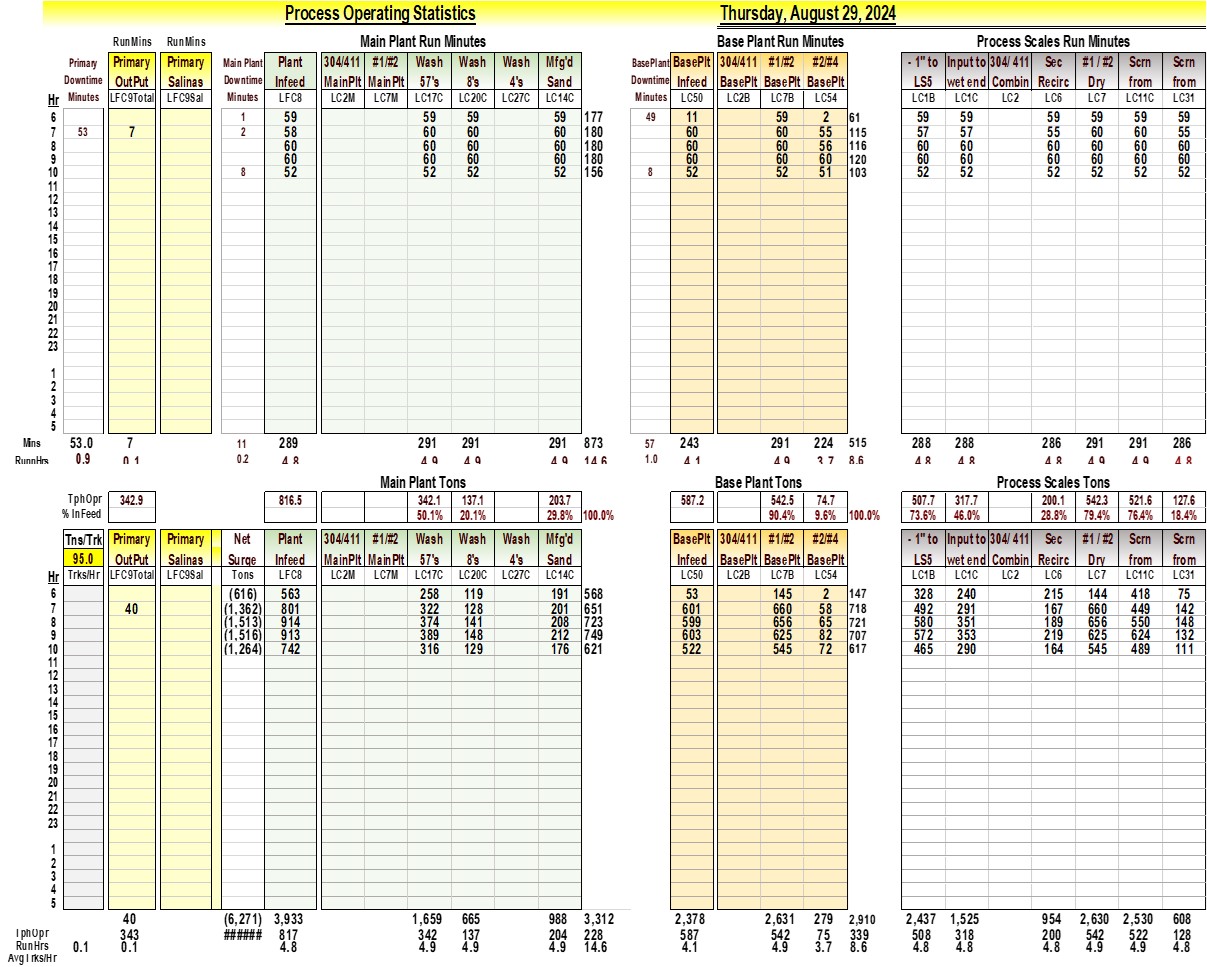 Process Operating Statistics Thursday, August 29, 2024
RunMins RunMins Main Plant Run Minutes Base Plant Run Minutes Process Scales Run Minutes
Primary Primary Primary Main Plant Plant 304/411 #1/#2 Wash Wash Wash Mfg'd BasePlant BasePlt 304/411 #1/#2 #2/#4 - 1" to Input to 304/ 411 Sec #1 / #2 Scrn Scrn
Downtime OutPut Salinas Downtime Infeed MainPlt MainPlt 57's 8's 4's Sand Downtime Infeed BasePlt BasePlt BasePlt LS5 wet end Combin Recirc Dry from from
Hr Minutes LFC9Total LFC9Sal Minutes LFC8 LC2M LC7M LC17C LC20C LC27C LC14C Minutes LC50 LC2B LC7B LC54 LC1B LC1C LC2 LC6 LC7 LC11C LC31
6 1 59 59 59 59 177 49 11 59 2 61 59 59 59 59 59 59
7 53 7 2 58 60 60 60 180 60 60 55 115 57 57 55 60 60 55
8 60 60 60 60 180 60 60 56 116 60 60 60 60 60 60
9 60 60 60 60 180 60 60 60 120 60 60 60 60 60 60
10 8 52 52 52 52 156 8 52 52 51 103 52 52 52 52 52 52
11
12
13
14
15
16
17
18
19
20
21
22
23
1
2
3
4
5
Mins 53.0 7 11 289 291 291 291 873 57 243 291 224 515 288 288 286 291 291 286
RunnHrs 0.9 0.1 0.2 4.8 4.9 4.9 4.9 14.6 1.0 4.1 4.9 3.7 8.6 4.8 4.8 4.8 4.9 4.9 4.8
Main Plant Tons Base Plant Tons Process Scales Tons
TphOpr 342.9 816.5 342.1 137.1 203.7 587.2 542.5 74.7 507.7 317.7 200.1 542.3 521.6 127.6
% InFeed 50.1% 20.1% 29.8% 100.0% 90.4% 9.6% 100.0% 73.6% 46.0% 28.8% 79.4% 76.4% 18.4%
Tns/Trk Primary Primary Net Plant 304/411 #1/#2 Wash Wash Wash Mfg'd BasePlt 304/411 #1/#2 #2/#4 - 1" to Input to 304/ 411 Sec #1 / #2 Scrn Scrn
95.0 OutPut Salinas Surge Infeed MainPlt MainPlt 57's 8's 4's Sand Infeed BasePlt BasePlt BasePlt LS5 wet end Combin Recirc Dry from from
Hr Trks/Hr LFC9Total LFC9Sal Tons LFC8 LC2M LC7M LC17C LC20C LC27C LC14C LC50 LC2B LC7B LC54 LC1B LC1C LC2 LC6 LC7 LC11C LC31
6 (616) 563 258 119 191 568 53 145 2 147 328 240 215 144 418 75
7 40 (1,362) 801 322 128 201 651 601 660 58 718 492 291 167 660 449 142
8 (1,513) 914 374 141 208 723 599 656 65 721 580 351 189 656 550 148
9 (1,516) 913 389 148 212 749 603 625 82 707 572 353 219 625 624 132
10 (1,264) 742 316 129 176 621 522 545 72 617 465 290 164 545 489 111
11
12
13
14
15
16
17
18
19
20
21
22
23
1
2
3
4
5
40 (6,271) 3,933 1,659 665 988 3,312 2,378 2,631 279 2,910 2,437 1,525 954 2,630 2,530 608
TphOpr 343 ###### 817 342 137 204 228 587 542 75 339 508 318 200 542 522 128
RunHrs 0.1 0.1 4.8 4.9 4.9 4.9 14.6 4.1 4.9 3.7 8.6 4.8 4.8 4.8 4.9 4.9 4.8
AvgTrks/Hr